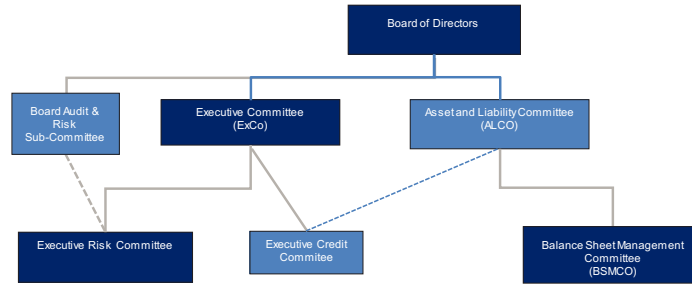 Board of Directors
Board Audit &
Risk
Sub-Committee
Executive Committee
(ExCo)
Asset and Liability Committee
(ALCO)
Executive Risk Committee
Executive Credit
Commitee
Balance Sheet Management
Committee
(BSMCO)